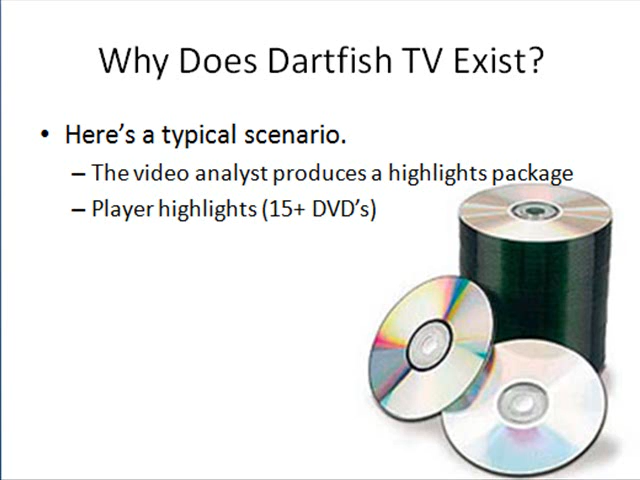 Why Does Dartfish TV Exist?
• Here's a typical scenario.
– The video analyst produces a highlights package
– Player highlights (15+ DVD's)